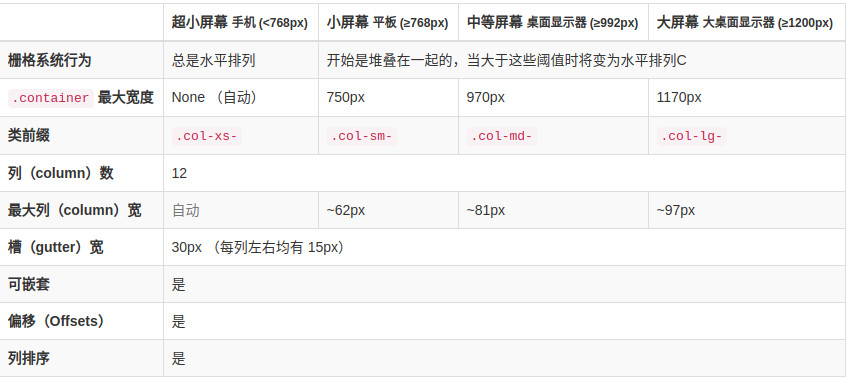 超小屏幕 手机 (<768px) 小屏幕 平板 (≥768px) 中等屏幕 桌面显示器 (≥992px) 大屏幕 大桌面显示器 (≥1200px)
栅格系统行为 总是水平排列 开始是堆叠在一起的，当大于这些阈值时将变为水平排列C
.container 最大宽度 None （自动） 750px 970px 1170px
类前缀 .col-xs- .col-sm- .col-md- .col-lg-
列（column）数 12
最大列（column）宽 自动 ~62px ~81px ~97px
槽（gutter）宽 30px （每列左右均有 15px）
可嵌套 是
偏移（Offsets） 是
列排序 是